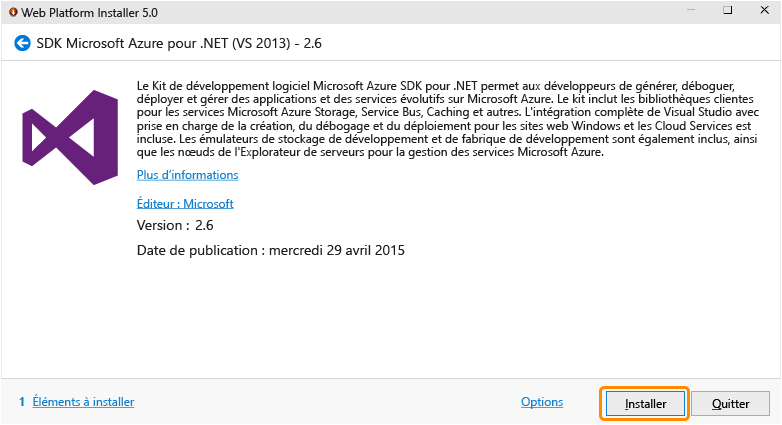 Web Platform Installer 5.0
SDK Microsoft Azure pour .NET (VS 2013) - 2.6
Le Kit de développement logiciel Microsoft Azure SDK pour .NET permet aux développeurs de générer, déboguer,
déployer et gérer des applications et des services évolutifs sur Microsoft Azure. Le kit inclut les bibliothèques clientes
pour les services Microsoft Azure Storage, Service Bus, Caching et autres. L'intégration complète de Visual Studio avec
prise en charge de la création, du débogage et du déploiement pour les sites web Windows et les Cloud Services est
incluse. Les émulateurs de stockage de développement et de fabrique de développement sont également inclus, ainsi
que les nœuds de l'Explorateur de serveurs pour la gestion des services Microsoft Azure.
Plus d'informations
Éditeur : Microsoft
Version : 2.6
Date de publication : mercredi 29 avril 2015
1 Éléments à installer Options Installer Quitter